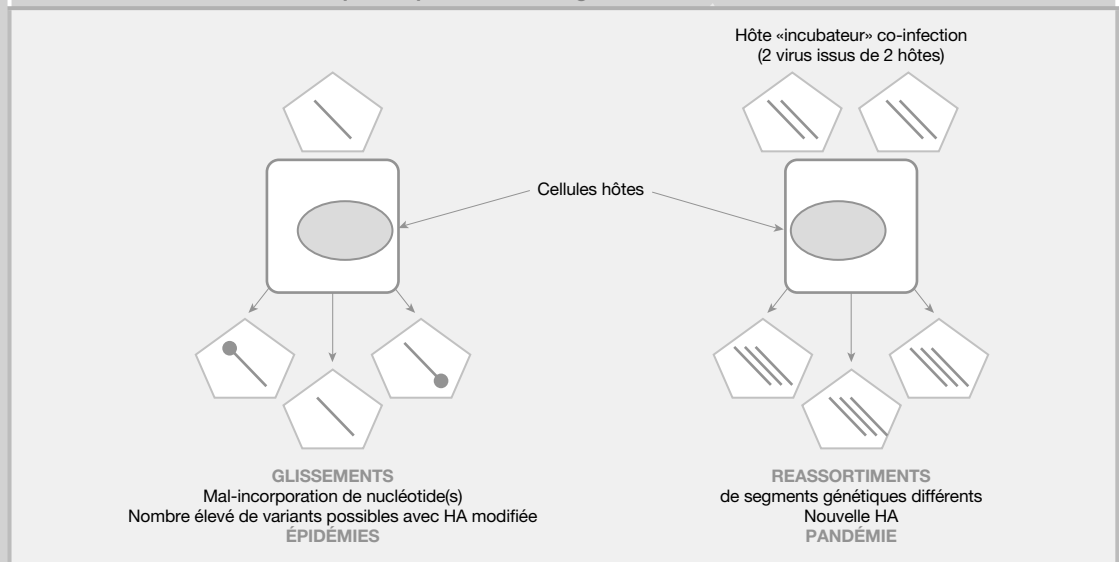 Hôte «incubateur» co-infection
(2 virus issus de 2 hôtes)
Cellules hôtes
GLISSEMENTS
Mal-incorporation de nucléotide(s)
Nombre élevé de variants possibles avec HA modifiée
ÉPIDÉMIES
REASSORTIMENTS
de segments génétiques différents
Nouvelle HA
PANDÉMIE